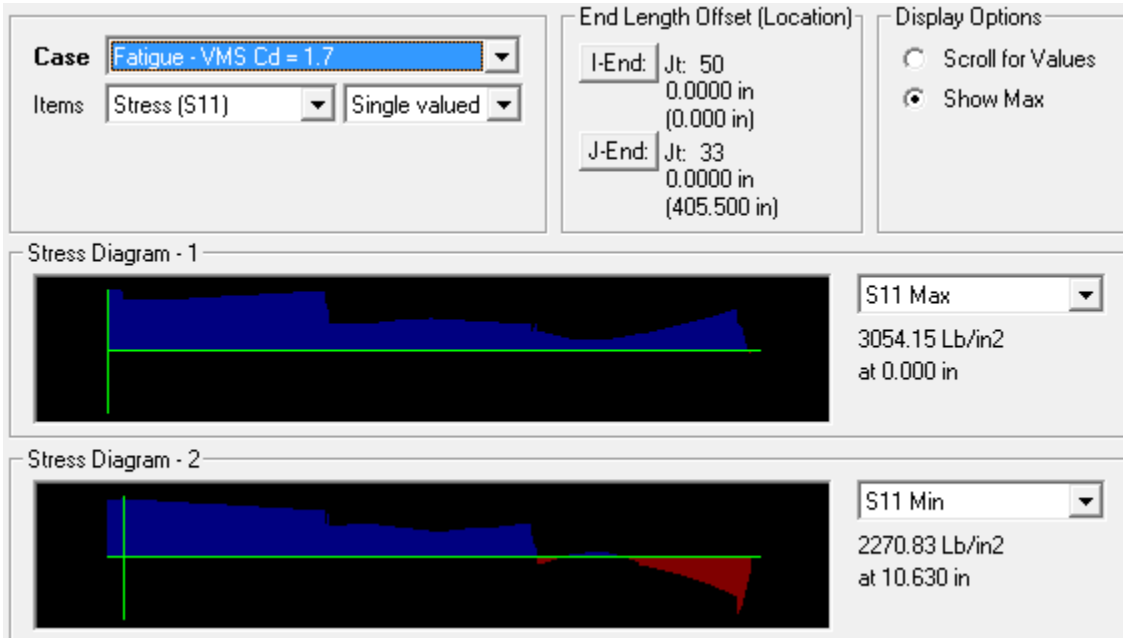 End Length Offset (Location)
Display Options
Case
Fatigue - VMS Cd = 1.7
I-End:
Jt: 50
0.0000 in
(0.000 in)
Scroll for Values
Items
Stress (S11)
Single valued
Show Max
J-End:
Jt: 33
0.0000 in
(405.500 in)
Stress Diagram - 1
S11 Max
3054.15 Lb/in2
at 0.000 in
Stress Diagram - 2
S11 Min
2270.83 Lb/in2
at 10.630 in